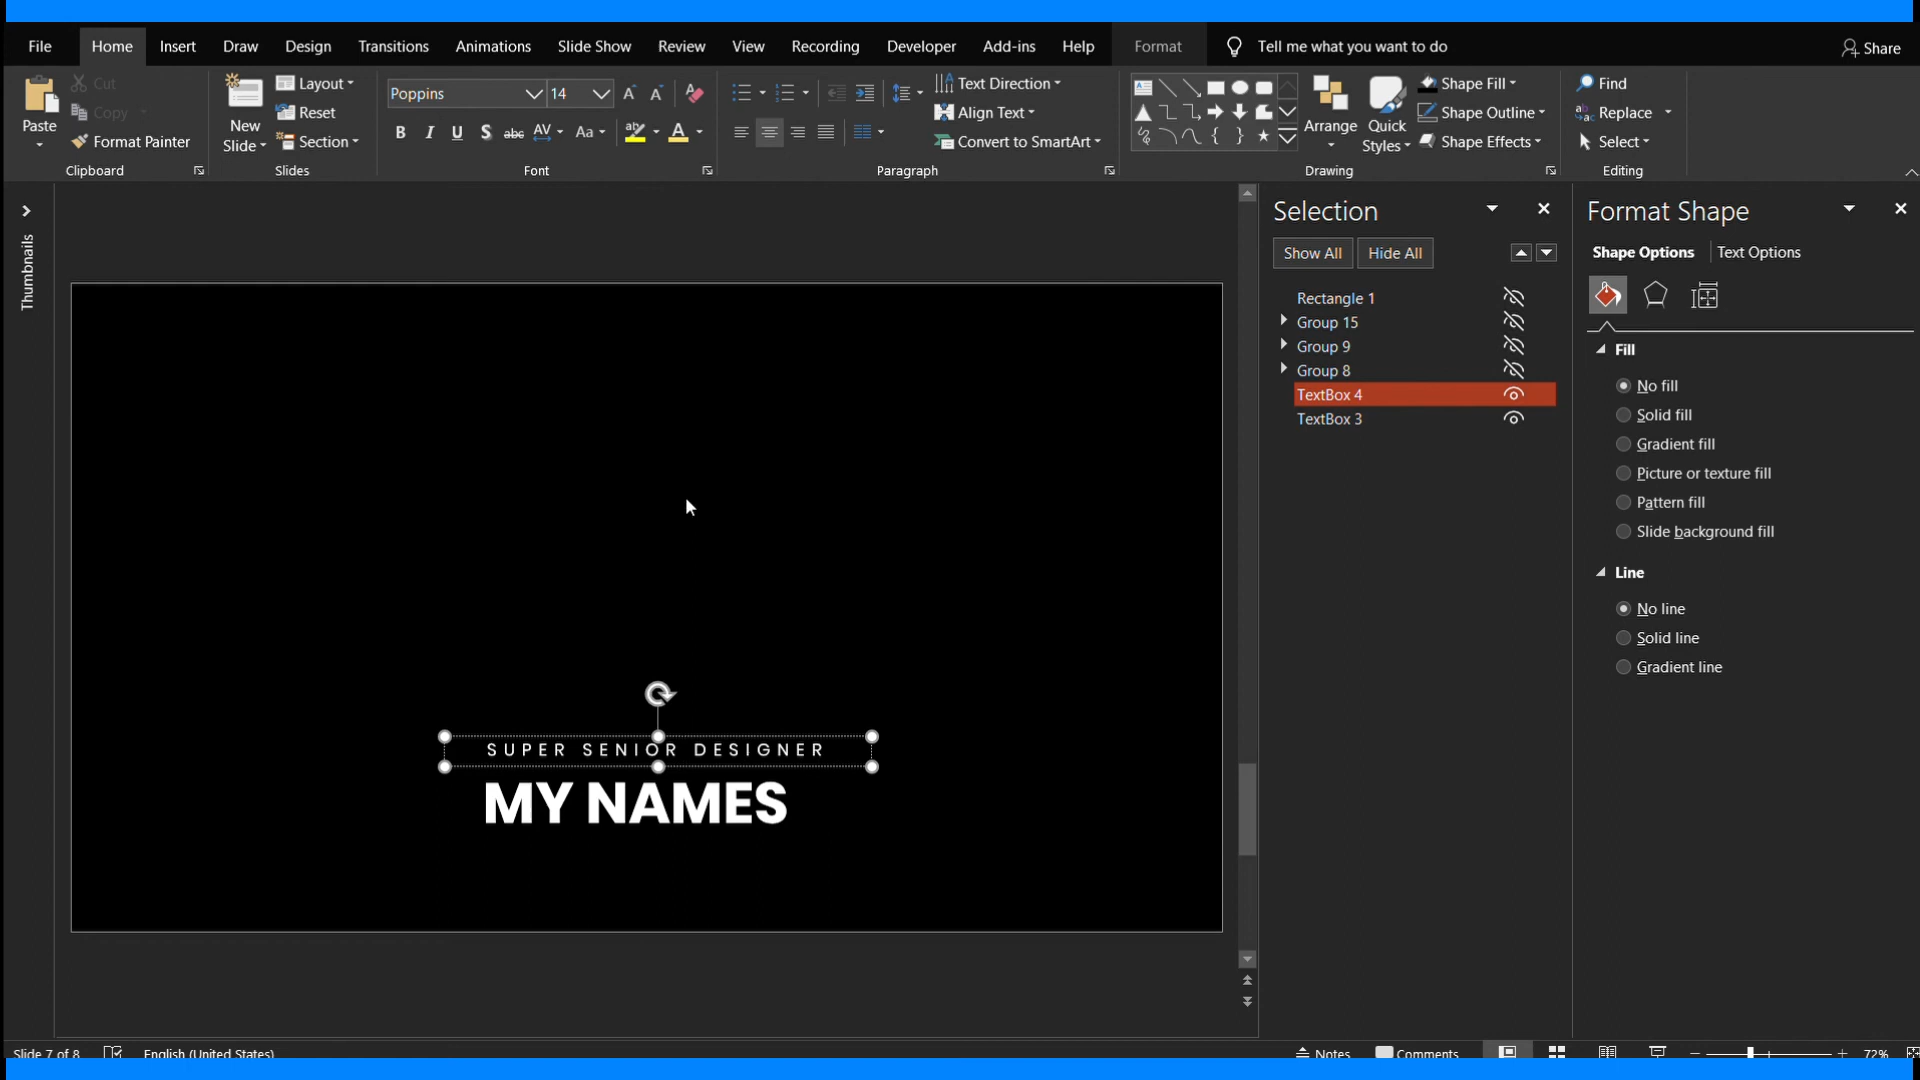 File Home Insert Draw Design Transitions Animations Slide Show Review View Recording Developer Add-ins Help Format Tell me what you want to do Share
Paste
Cut
Copy
Format Painter
Clipboard
New Slide
Layout
Reset
Section
Slides
Poppins 14
B I U S abc AV Aa A
Font
Text Direction
Align Text
Convert to SmartArt
Paragraph
Arrange
Quick Styles
Shape Fill
Shape Outline
Shape Effects
Drawing
Find
Replace
Select
Editing
Thumbnails
SUPER SENIOR DESIGNER
MY NAMES
Selection
Show All Hide All
Rectangle 1
Group 15
Group 9
Group 8
TextBox 4
TextBox 3
Format Shape
Shape Options Text Options
Fill
No fill
Solid fill
Gradient fill
Picture or texture fill
Pattern fill
Slide background fill
Line
No line
Solid line
Gradient line
Slide 7 of 8 English (United States) Notes Comments 72%